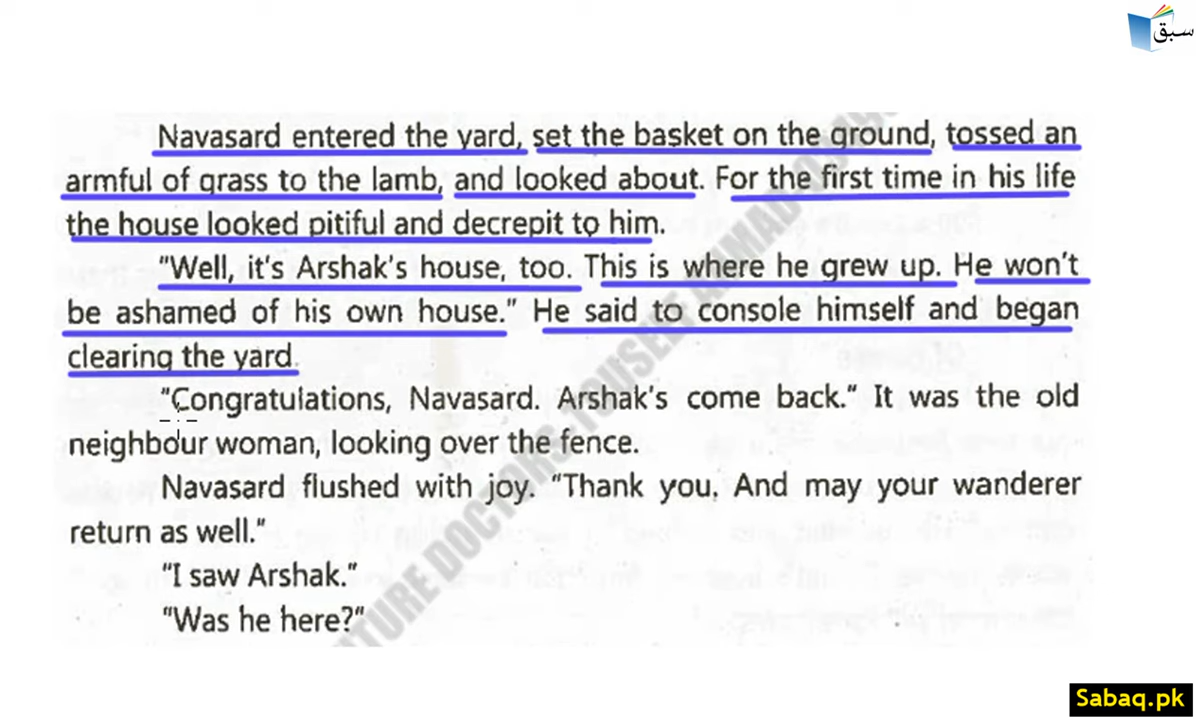 سبق
Navasard entered the yard, set the basket on the ground, tossed an
armful of grass to the lamb, and looked about. For the first time in his life
the house looked pitiful and decrepit to him.
"Well, it's Arshak's house, too. This is where he grew up. He won't
be ashamed of his own house." He said to console himself and began
clearing the yard.
"Congratulations, Navasard. Arshak's come back." It was the old
neighbour woman, looking over the fence.
Navasard flushed with joy. "Thank you. And may your wanderer
return as well."
"I saw Arshak."
"Was he here?"
DOCTORS-TOUSEEF AHMAD
Sabaq.pk